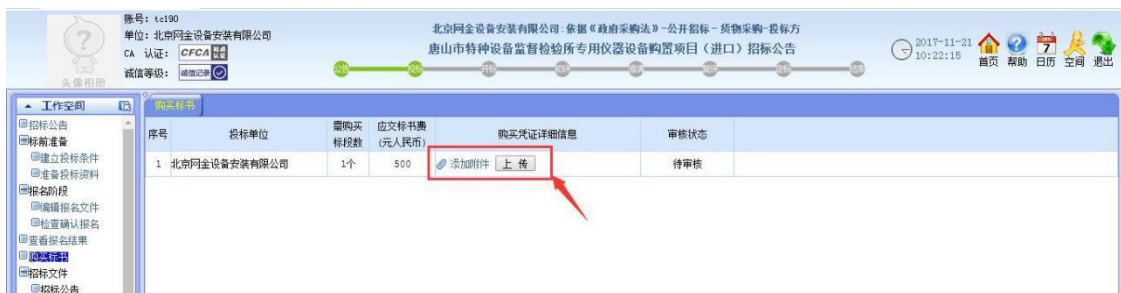 账号: tc190
单位: 北京网金设备安装有限公司
CA 认证: CFCA
诚信等级: 诚信记录
头像相册
北京网金设备安装有限公司:依据《政府采购法》-公开招标-货物采购-投标方
唐山市特种设备监督检验所专用仪器设备购置项目（进口）招标公告
公告 投标 开标
2017-11-21
10:22:15
首页 帮助 日历 空间 退出
7
工作空间
招标公告
标前准备
建立投标条件
准备投标资料
报名阶段
编辑报名文件
检查确认报名
查看报名结果
购买标书
招标文件
招标公告
购买标书
序号 投标单位 需购买标段数 应交标书费(元人民币) 购买凭证详细信息 审核状态
1 北京网金设备安装有限公司 1个 500 添加附件 上 传 待审核